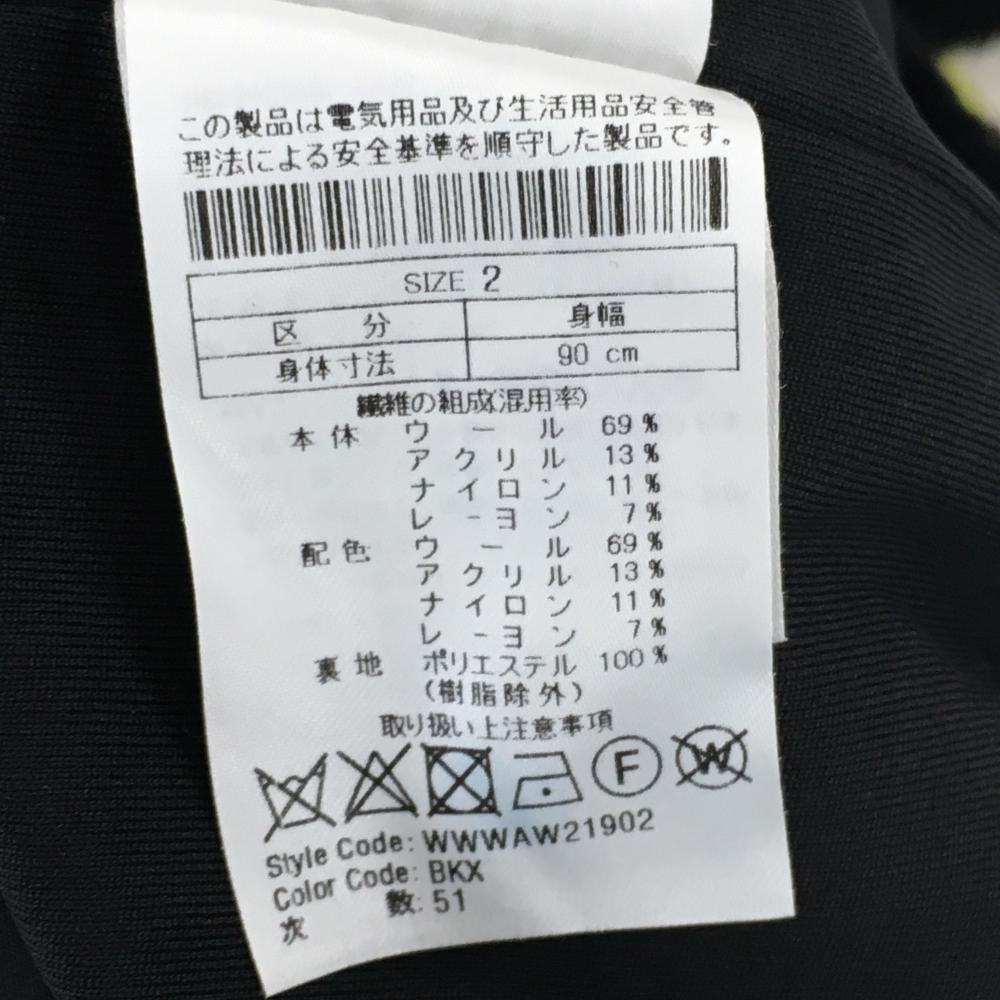 この製品は電気用品及び生活用品安全管
理法による安全基準を順守した製品です。
SIZE 2
区 分 身幅
身体寸法 90 cm
繊維の組成(混用率)
本体 ウール 69 %
アクリル 13 %
ナイロン 11 %
レーヨン 7 %
配色 ウール 69 %
アクリル 13 %
ナイロン 11 %
レーヨン 7 %
裏地 ポリエステル 100 %
(樹脂除外)
取り扱い上注意事項
F W
Style Code: WWWAW21902
Color Code: BKX
次 数: 51